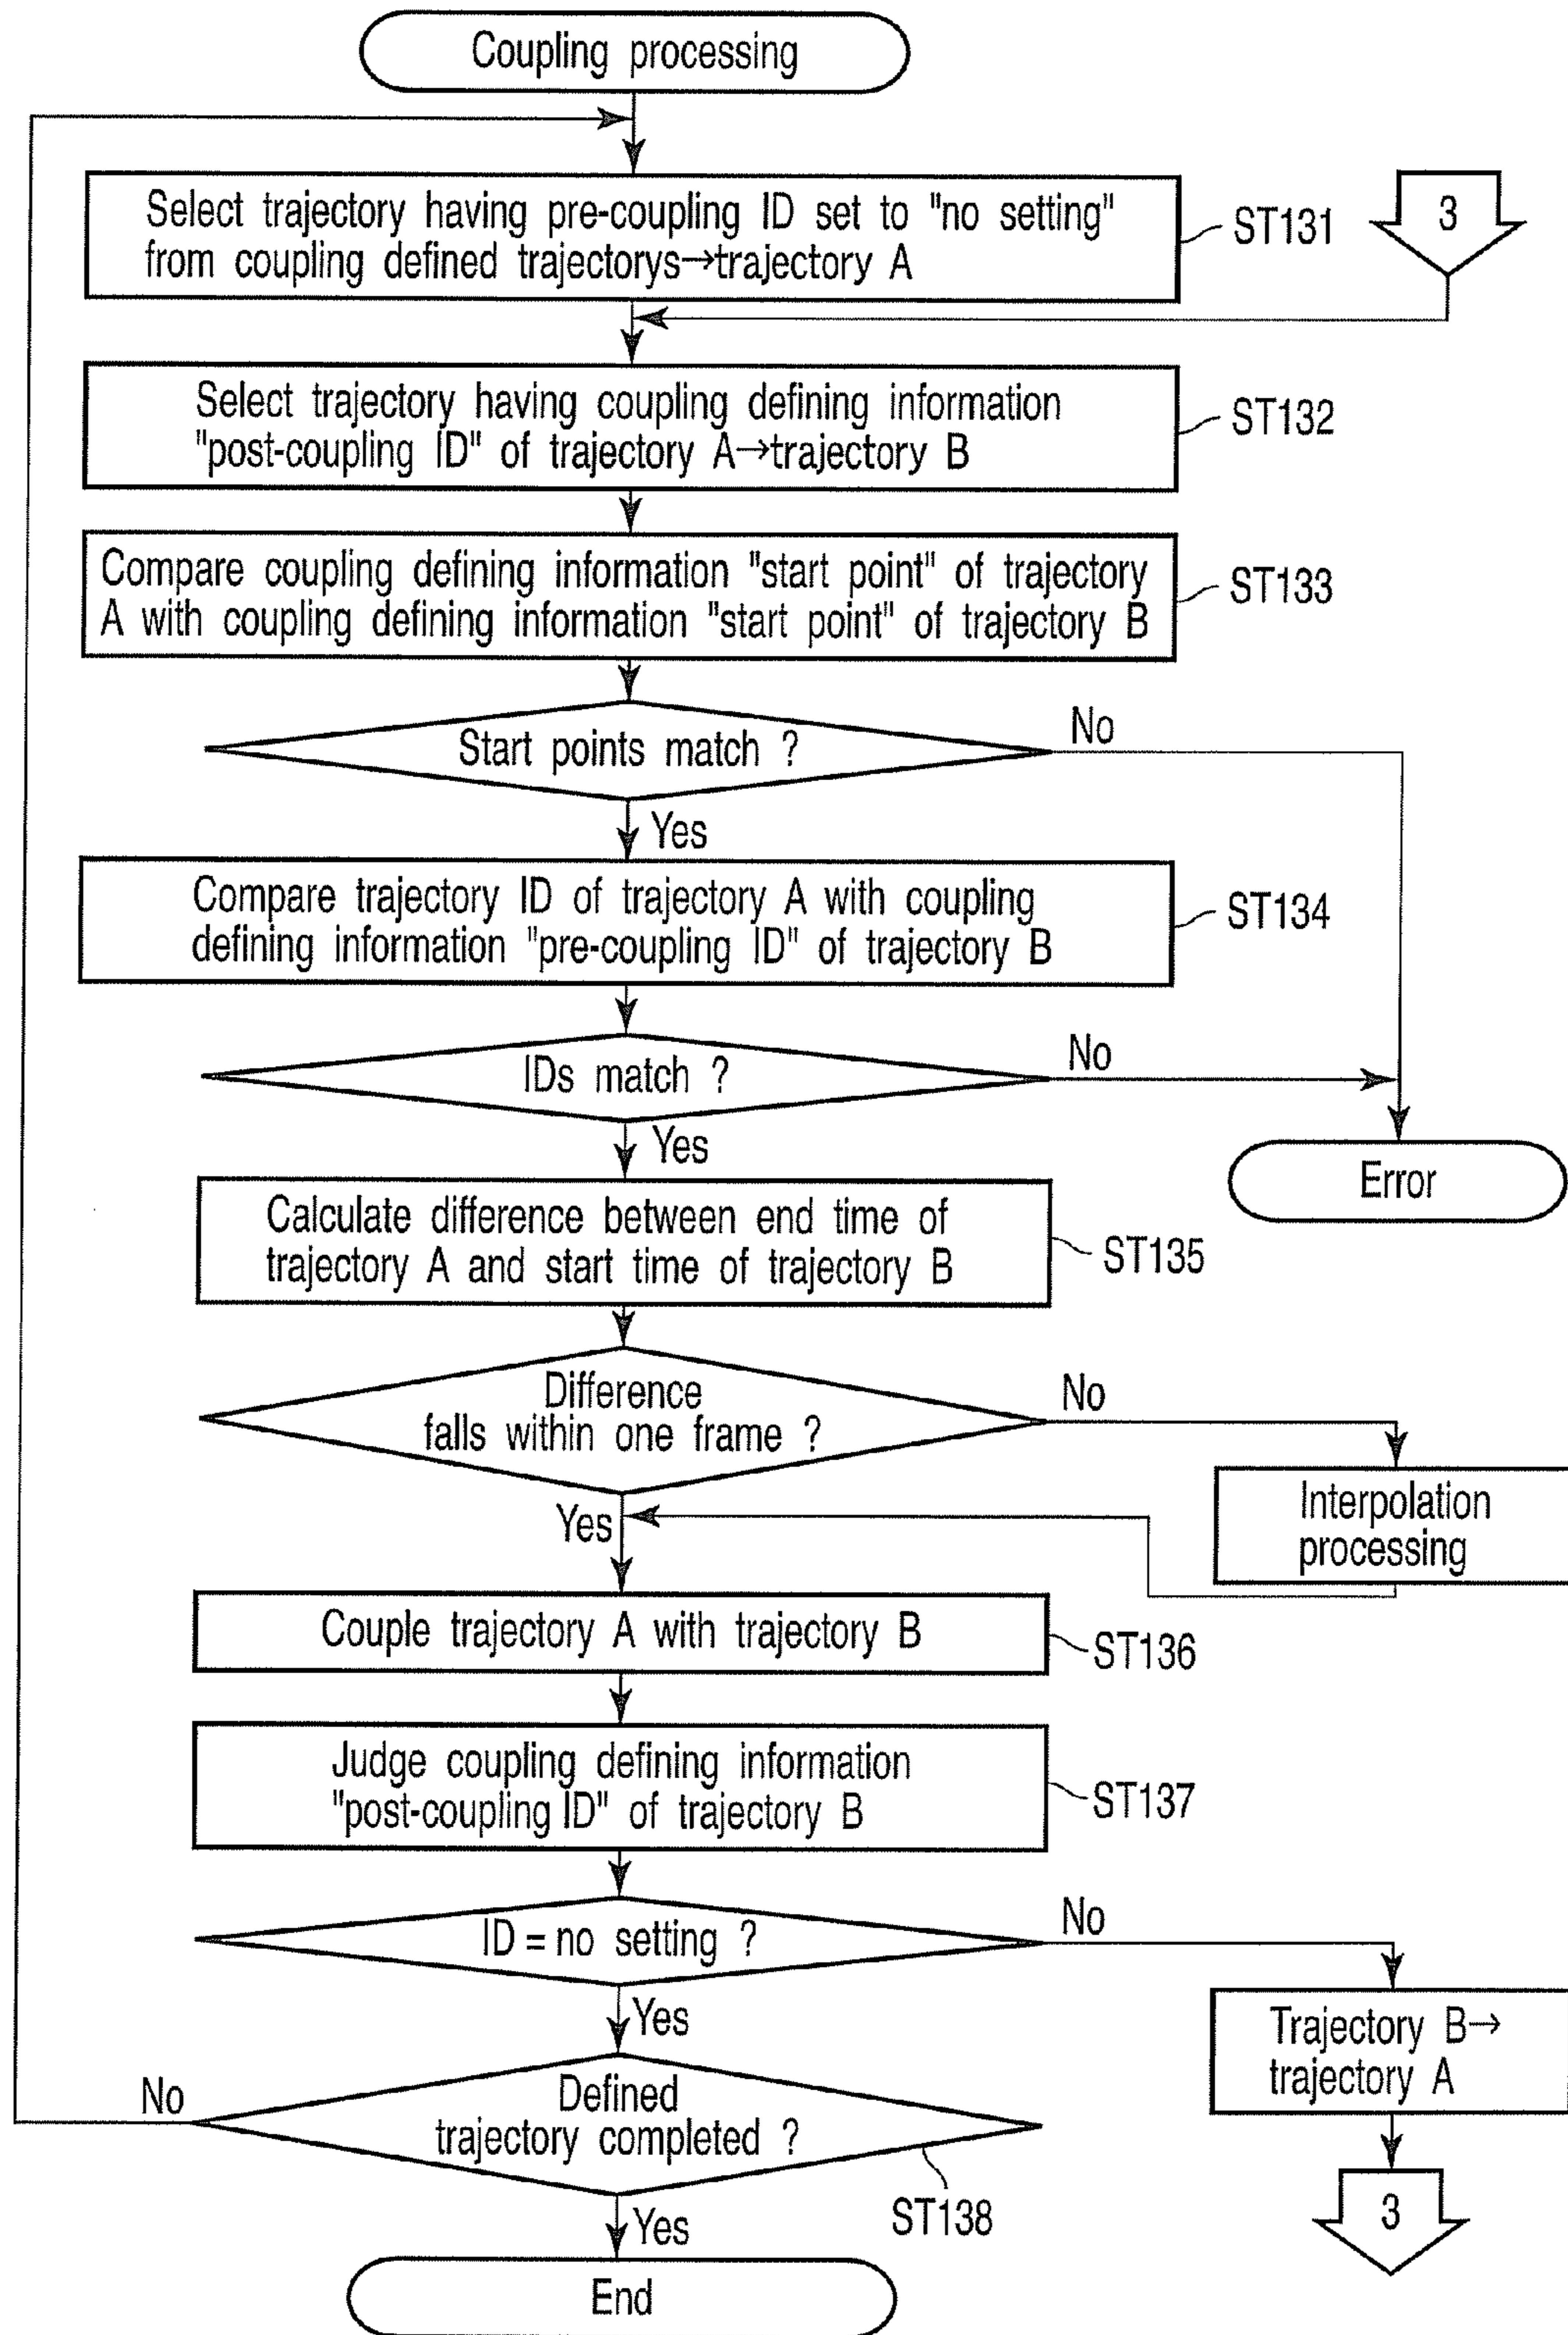 Coupling processing
Select trajectory having pre-coupling ID set to "no setting"
from coupling defined trajectorys→trajectory A
ST131
3
Select trajectory having coupling defining information
"post-coupling ID" of trajectory A→trajectory B
ST132
Compare coupling defining information "start point" of trajectory
A with coupling defining information "start point" of trajectory B
ST133
Start points match ?
No
Yes
Compare trajectory ID of trajectory A with coupling
defining information "pre-coupling ID" of trajectory B
ST134
IDs match ?
No
Yes
Error
Calculate difference between end time of
trajectory A and start time of trajectory B
ST135
Difference
falls within one frame ?
No
Yes
Interpolation
processing
Couple trajectory A with trajectory B
ST136
Judge coupling defining information
"post-coupling ID" of trajectory B
ST137
ID = no setting ?
No
Yes
Trajectory B→
trajectory A
Defined
trajectory completed ?
No
ST138
3
Yes
End